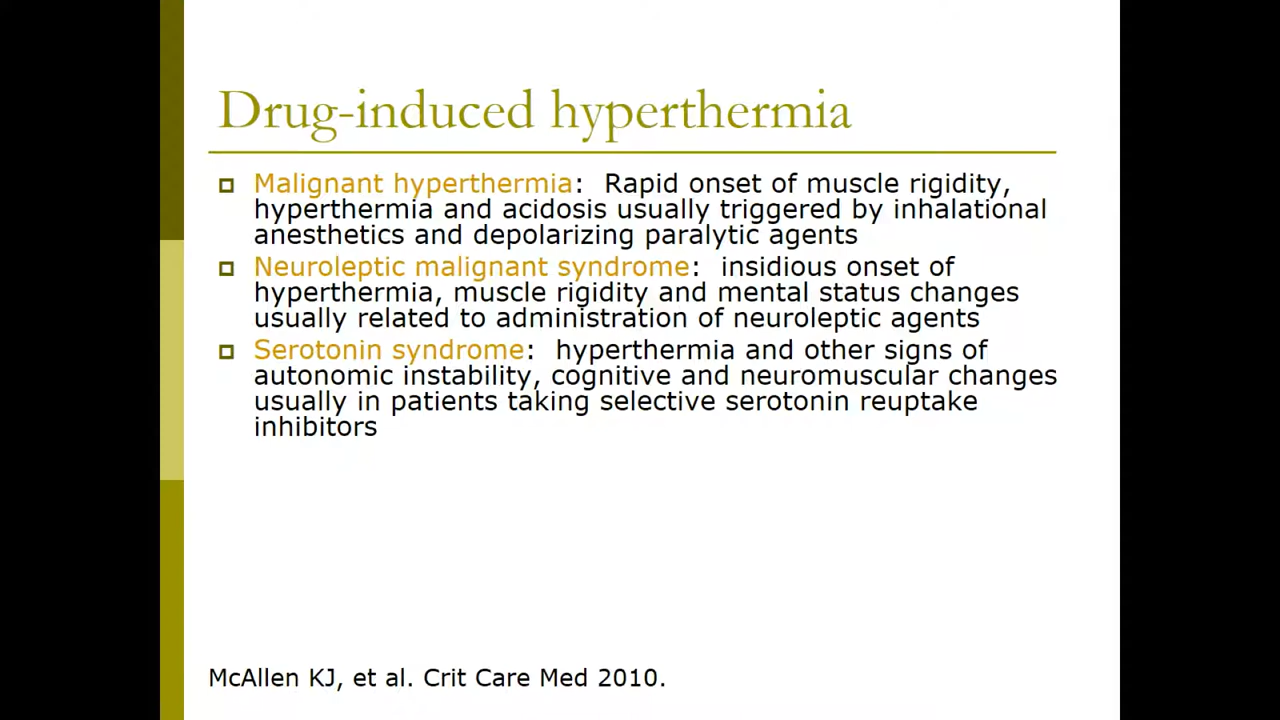 Drug-induced hyperthermia
Malignant hyperthermia: Rapid onset of muscle rigidity,
hyperthermia and acidosis usually triggered by inhalational
anesthetics and depolarizing paralytic agents
Neuroleptic malignant syndrome: insidious onset of
hyperthermia, muscle rigidity and mental status changes
usually related to administration of neuroleptic agents
Serotonin syndrome: hyperthermia and other signs of
autonomic instability, cognitive and neuromuscular changes
usually in patients taking selective serotonin reuptake
inhibitors
McAllen KJ, et al. Crit Care Med 2010.